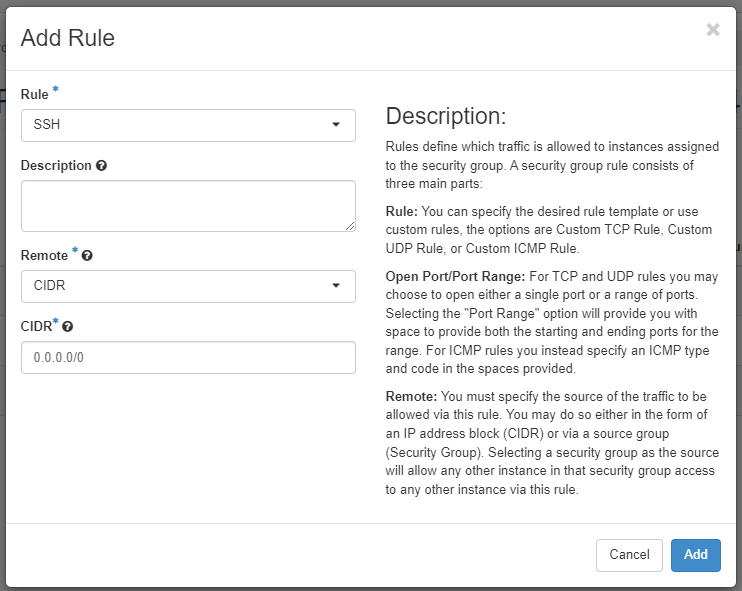 Add Rule
×
Rule *
SSH
Description
Remote *
CIDR
CIDR*
0.0.0.0/0
Description:
Rules define which traffic is allowed to instances assigned
to the security group. A security group rule consists of
three main parts:
Rule: You can specify the desired rule template or use
custom rules, the options are Custom TCP Rule, Custom
UDP Rule, or Custom ICMP Rule.
Open Port/Port Range: For TCP and UDP rules you may
choose to open either a single port or a range of ports.
Selecting the "Port Range" option will provide you with
space to provide both the starting and ending ports for the
range. For ICMP rules you instead specify an ICMP type
and code in the spaces provided.
Remote: You must specify the source of the traffic to be
allowed via this rule. You may do so either in the form of
an IP address block (CIDR) or via a source group
(Security Group). Selecting a security group as the source
will allow any other instance in that security group access
to any other instance via this rule.
Cancel
Add